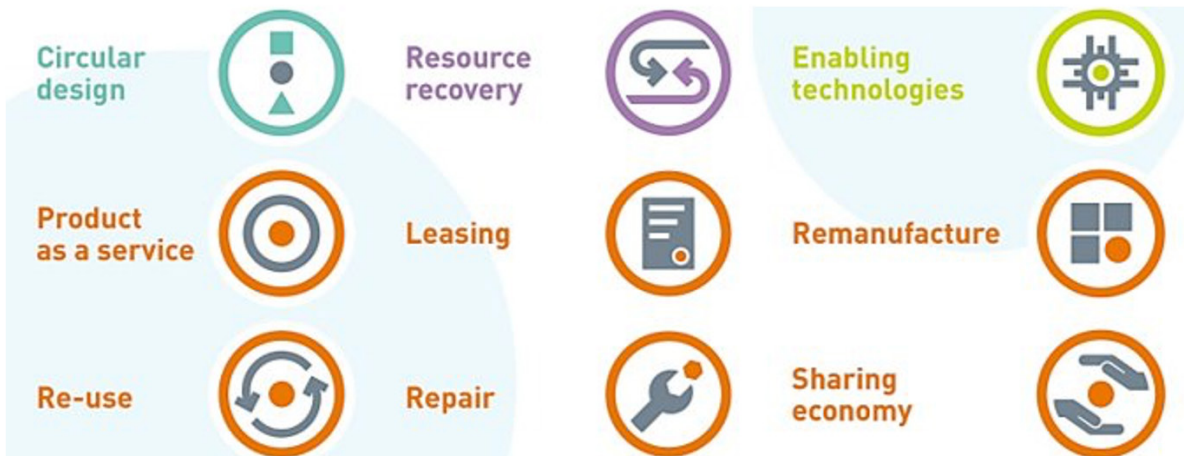 Circular
design
Resource
recovery
Enabling
technologies
Product
as a service
Leasing
Remanufacture
Re-use
Repair
Sharing
economy